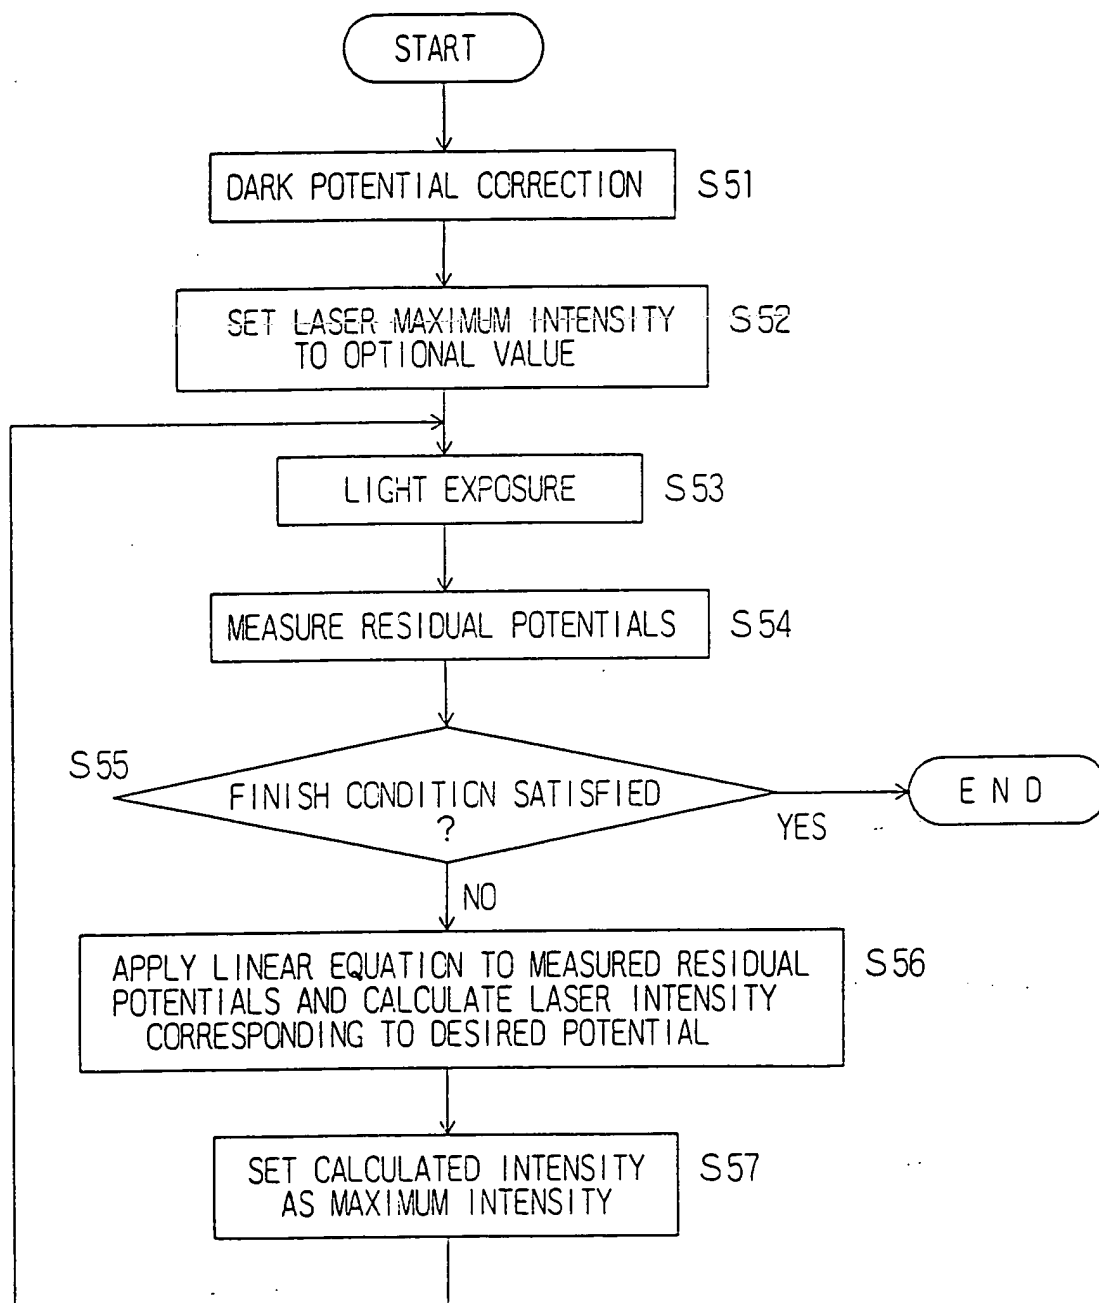 START
DARK POTENTIAL CORRECTION
S51
SET LASER MAXIMUM INTENSITY
TO OPTIONAL VALUE
S52
LIGHT EXPOSURE
S53
MEASURE RESIDUAL POTENTIALS
S54
S55
FINISH CONDITION SATISFIED
?
YES
END
NO
APPLY LINEAR EQUATION TO MEASURED RESIDUAL
POTENTIALS AND CALCULATE LASER INTENSITY
CORRESPONDING TO DESIRED POTENTIAL
S56
SET CALCULATED INTENSITY
AS MAXIMUM INTENSITY
S57